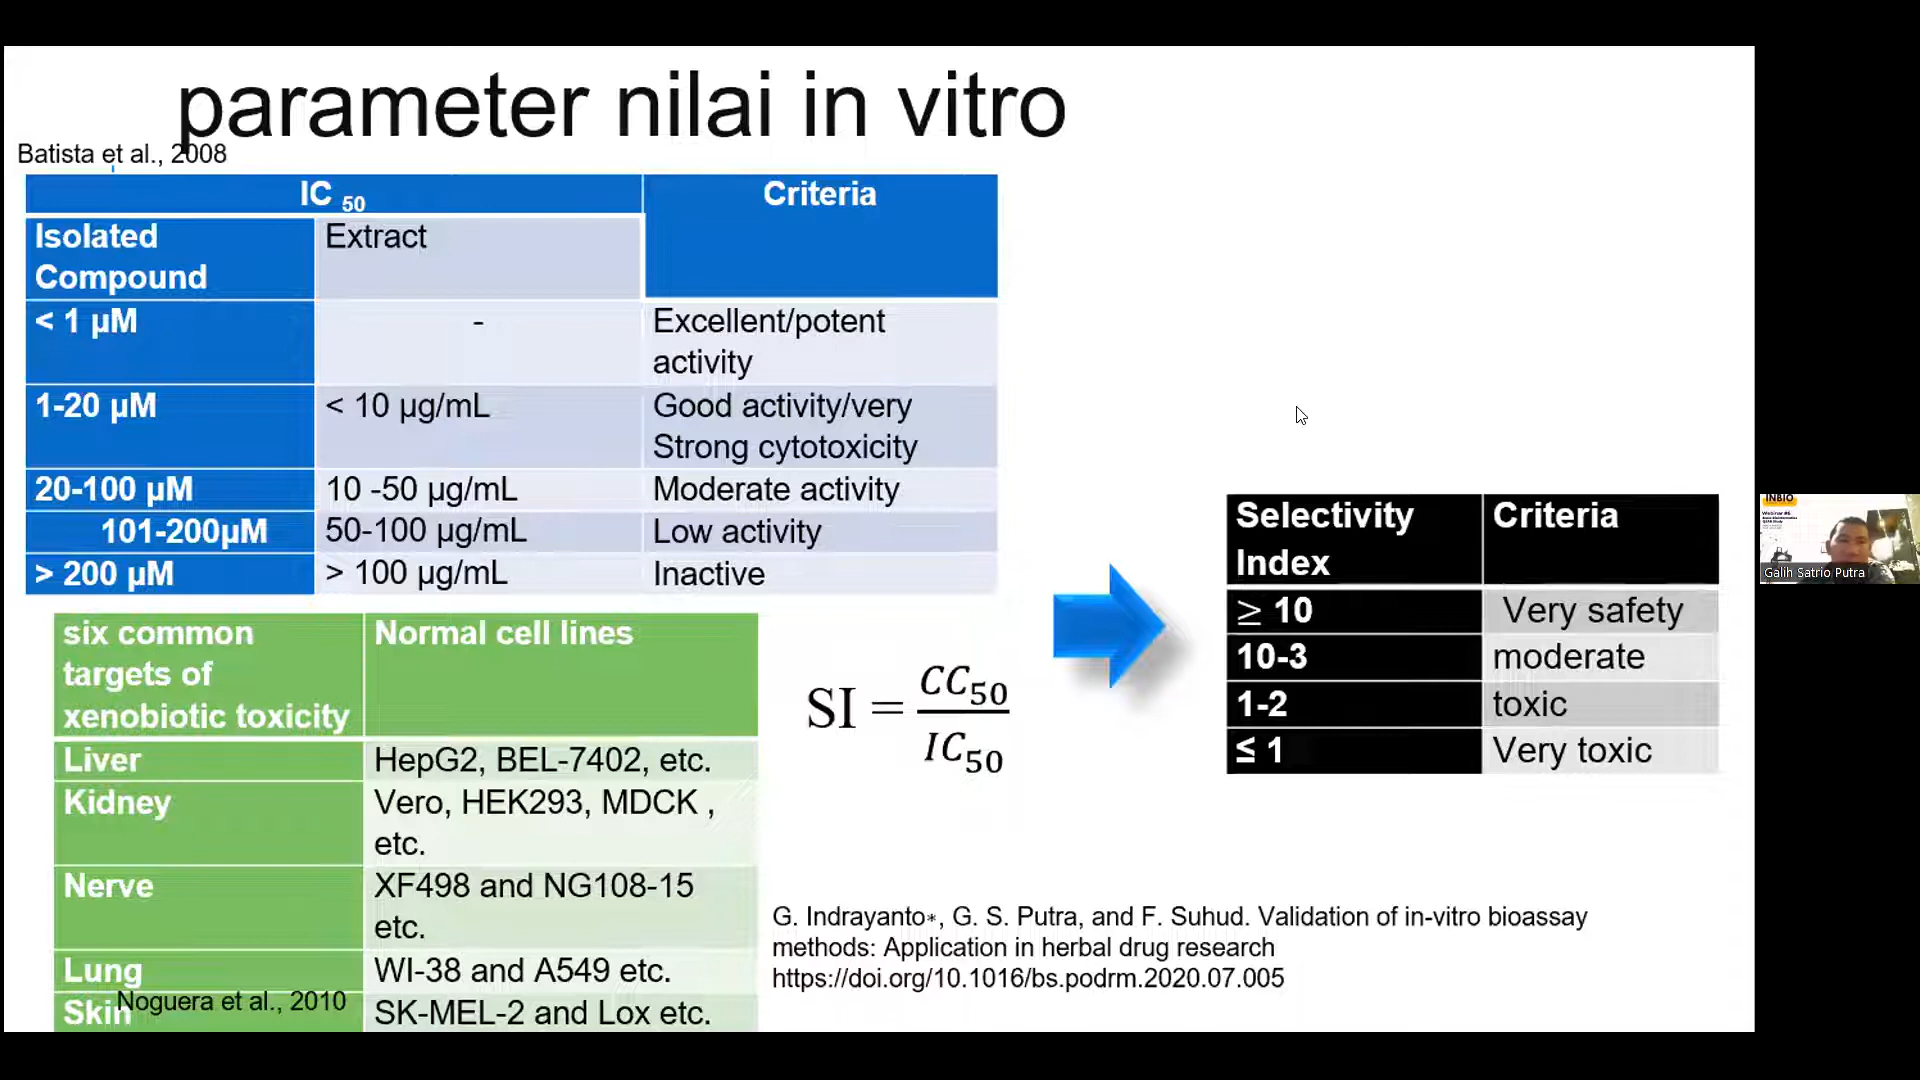 parameter nilai in vitro
Batista et al., 2008
IC 50 Criteria
Isolated Compound Extract
< 1 µM - Excellent/potent activity
1-20 µM < 10 µg/mL Good activity/very Strong cytotoxicity
20-100 µM 10 -50 µg/mL Moderate activity
101-200µM 50-100 µg/mL Low activity
> 200 µM > 100 µg/mL Inactive
six common targets of xenobiotic toxicity Normal cell lines
Liver HepG2, BEL-7402, etc.
Kidney Vero, HEK293, MDCK , etc.
Nerve XF498 and NG108-15 etc.
Lung WI-38 and A549 etc.
Skin SK-MEL-2 and Lox etc.
Noguera et al., 2010
SI = CC50 / IC50
Selectivity Index Criteria
≥ 10 Very safety
10-3 moderate
1-2 toxic
≤ 1 Very toxic
G. Indrayanto*, G. S. Putra, and F. Suhud. Validation of in-vitro bioassay
methods: Application in herbal drug research
https://doi.org/10.1016/bs.podrm.2020.07.005
INBIO
Galih Satrio Putra